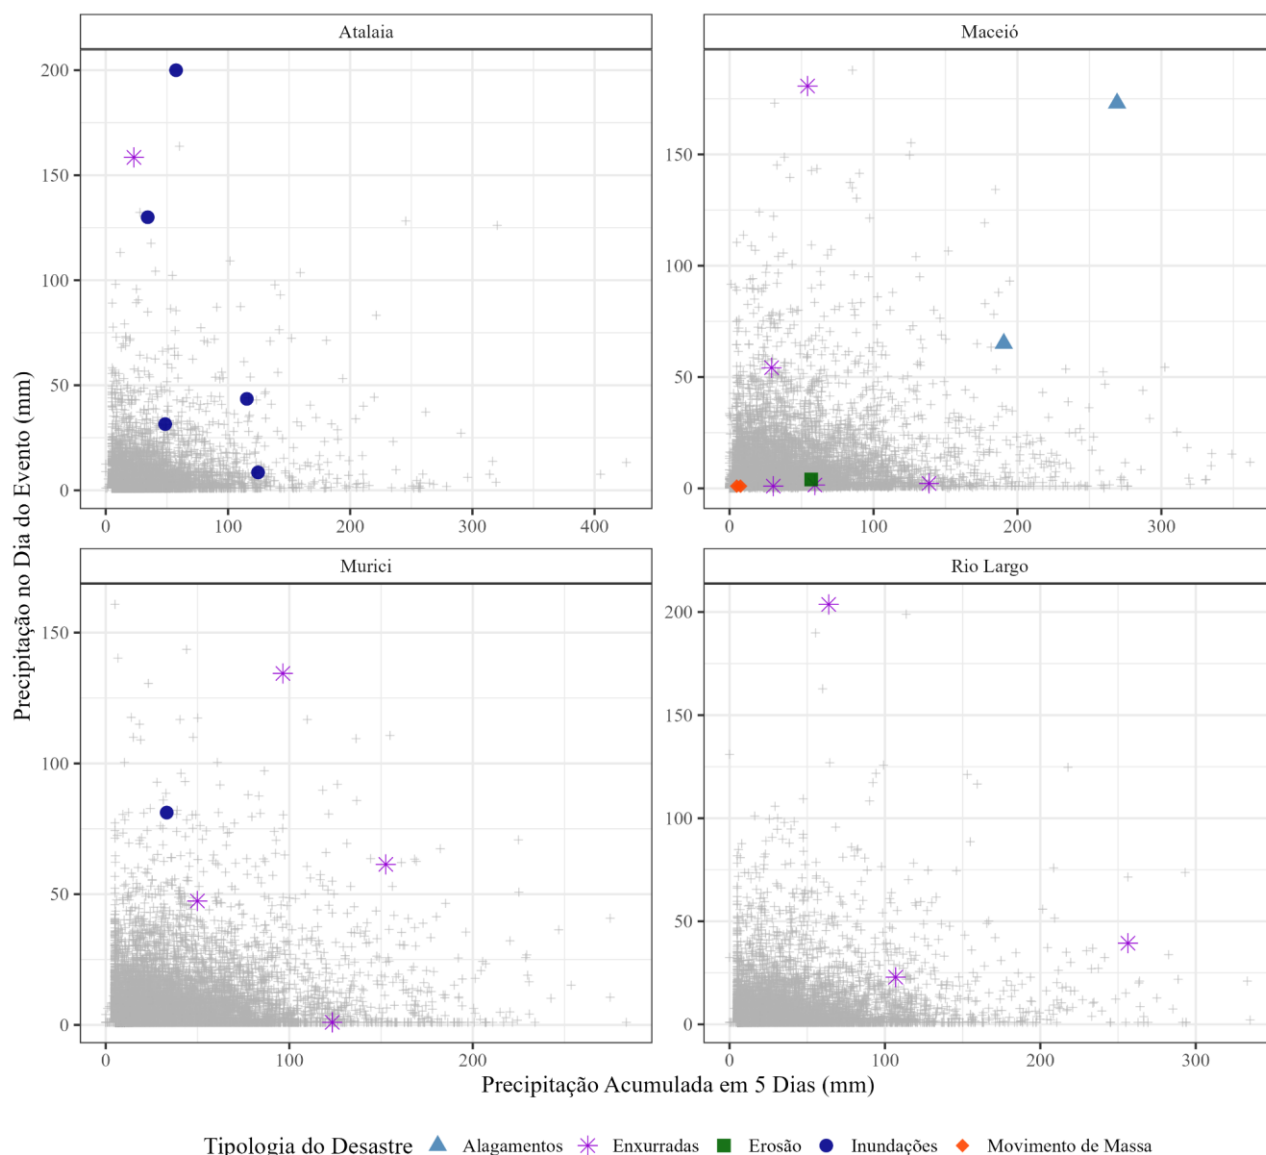 Atalaia
Maceió
200
150
100
50
0
0 100 200 300 400
150
100
50
0
0 100 200 300
Precipitação no Dia do Evento (mm)
Murici
Rio Largo
150
100
50
0
0 100 200
200
150
100
50
0
0 100 200 300
Precipitação Acumulada em 5 Dias (mm)
Tipologia do Desastre Alagamentos Enxurradas Erosão Inundações Movimento de Massa